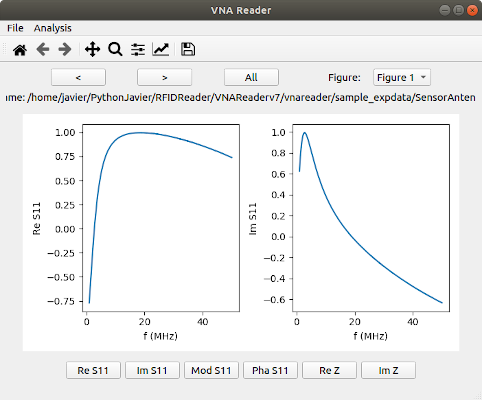 VNA Reader
File Analysis
< > All Figure: Figure 1
ıme: /home/javier/PythonJavier/RFIDReader/VNAReaderv7/vnareader/sample_expdata/SensorAnten
1.00
0.75
0.50
0.25
0.00
−0.25
−0.50
−0.75
Re S11
0 20 40
f (MHz)
1.0
0.8
0.6
0.4
0.2
0.0
−0.2
−0.4
−0.6
Im S11
0 20 40
f (MHz)
Re S11 Im S11 Mod S11 Pha S11 Re Z Im Z